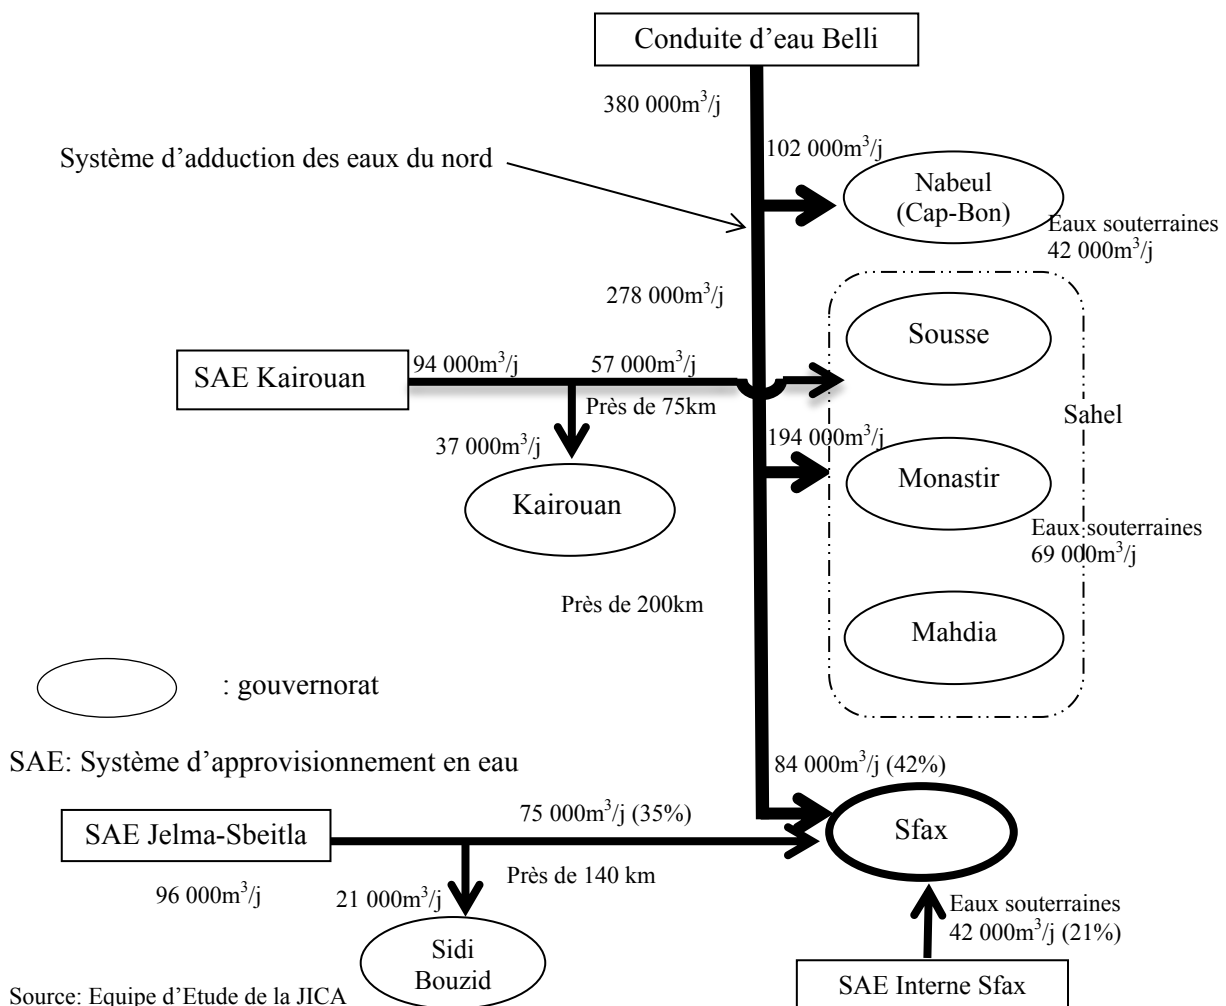 Conduite d’eau Belli
380 000m³/j
Système d’adduction des eaux du nord
102 000m³/j
Nabeul
(Cap-Bon)
Eaux souterraines
42 000m³/j
278 000m³/j
Sousse
SAE Kairouan
94 000m³/j
57 000m³/j
Près de 75km
Sahel
37 000m³/j
194 000m³/j
Kairouan
Monastir
Eaux souterraines
69 000m³/j
Près de 200km
Mahdia
: gouvernorat
SAE: Système d’approvisionnement en eau
84 000m³/j (42%)
75 000m³/j (35%)
SAE Jelma-Sbeitla
Sfax
Près de 140 km
96 000m³/j
21 000m³/j
Eaux souterraines
42 000m³/j (21%)
Sidi
Bouzid
SAE Interne Sfax
Source: Equipe d’Etude de la JICA